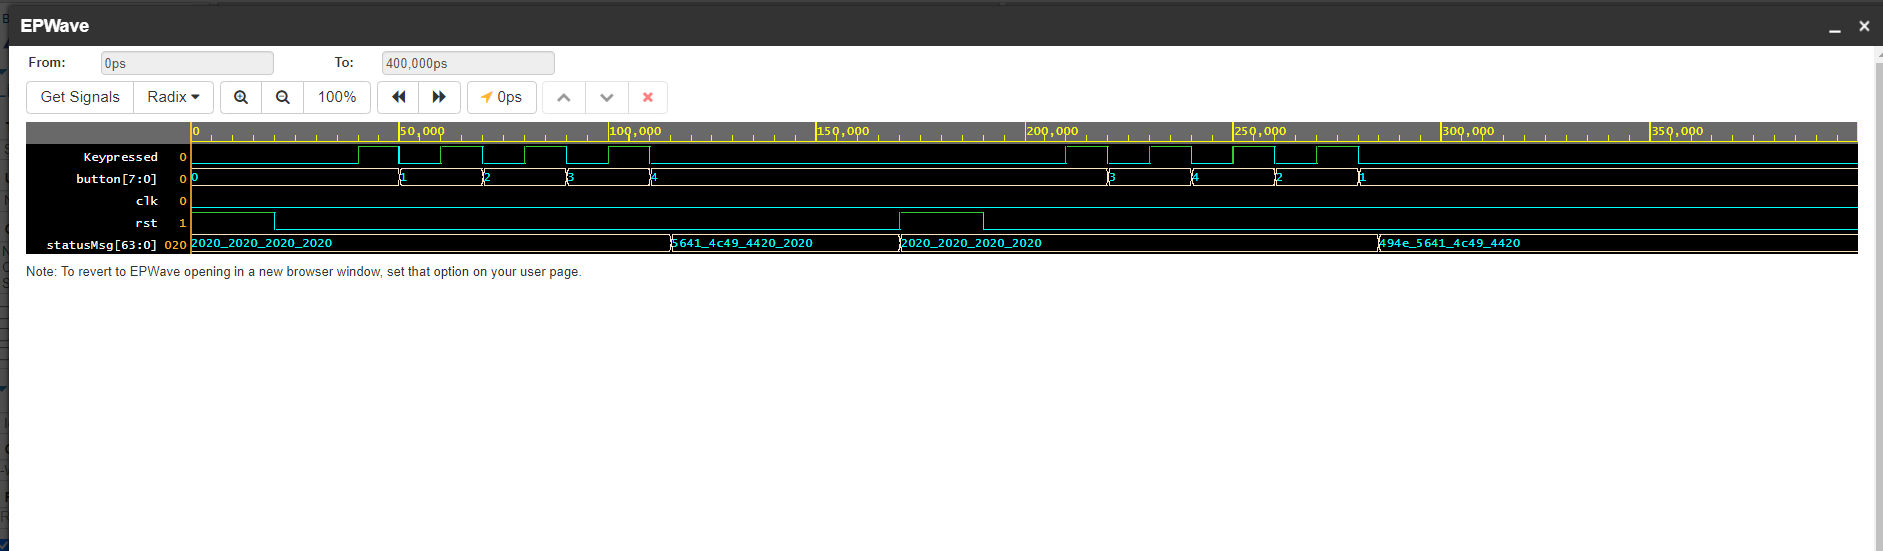 EPWave
From: 0ps To: 400,000ps
Get Signals Radix 100% 0ps
0 50,000 100,000 150,000 200,000 250,000 300,000 350,000
Keypressed 0
button[7:0] 0 0 1 2 3 4 3 4 2 1
clk 0
rst 1
statusMsg[63:0] 020 2020_2020_2020_2020 5641_4c49_4420_2020 2020_2020_2020_2020 494e_5641_4c49_4420
Note: To revert to EPWave opening in a new browser window, set that option on your user page.